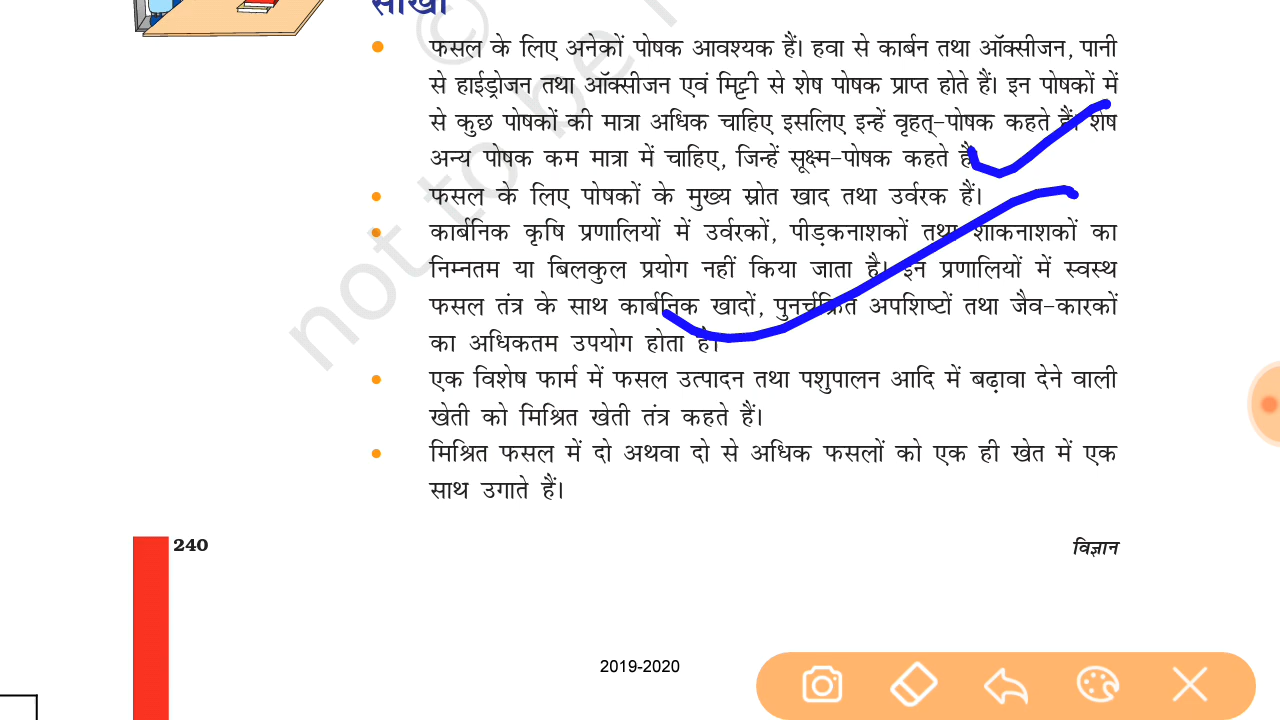 सीखा
फसल के लिए अनेकों पोषक आवश्यक हैं। हवा से कार्बन तथा ऑक्सीजन, पानी
से हाईड्रोजन तथा ऑक्सीजन एवं मिट्टी से शेष पोषक प्राप्त होते हैं। इन पोषकों में
से कुछ पोषकों की मात्रा अधिक चाहिए इसलिए इन्हें वृहत्-पोषक कहते हैं। शेष
अन्य पोषक कम मात्रा में चाहिए, जिन्हें सूक्ष्म-पोषक कहते हैं।
फसल के लिए पोषकों के मुख्य स्रोत खाद तथा उर्वरक हैं।
कार्बनिक कृषि प्रणालियों में उर्वरकों, पीड़कनाशकों तथा शाकनाशकों का
निम्नतम या बिलकुल प्रयोग नहीं किया जाता है। इन प्रणालियों में स्वस्थ
फसल तंत्र के साथ कार्बनिक खादों, पुनर्चक्रित अपशिष्टों तथा जैव-कारकों
का अधिकतम उपयोग होता है।
एक विशेष फार्म में फसल उत्पादन तथा पशुपालन आदि में बढ़ावा देने वाली
खेती को मिश्रित खेती तंत्र कहते हैं।
मिश्रित फसल में दो अथवा दो से अधिक फसलों को एक ही खेत में एक
साथ उगाते हैं।
240
विज्ञान
2019-2020
© not to be